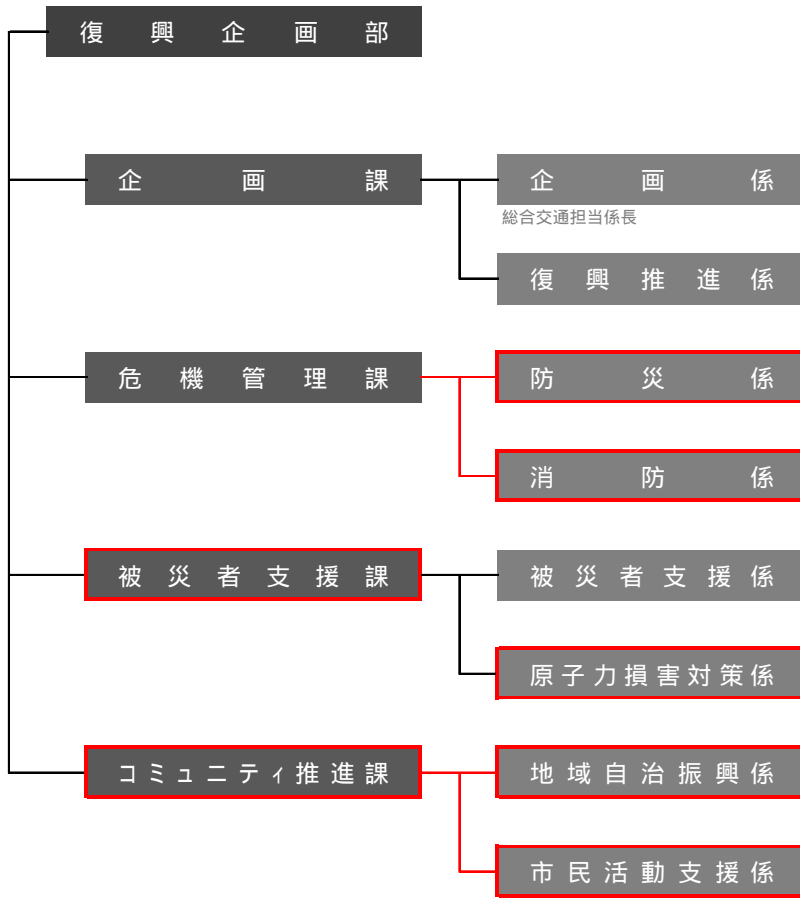 復興企画部
企画課
企画係
総合交通担当係長
復興推進係
危機管理課
防災係
消防係
被災者支援課
被災者支援係
原子力損害対策係
コミュニティ推進課
地域自治振興係
市民活動支援係